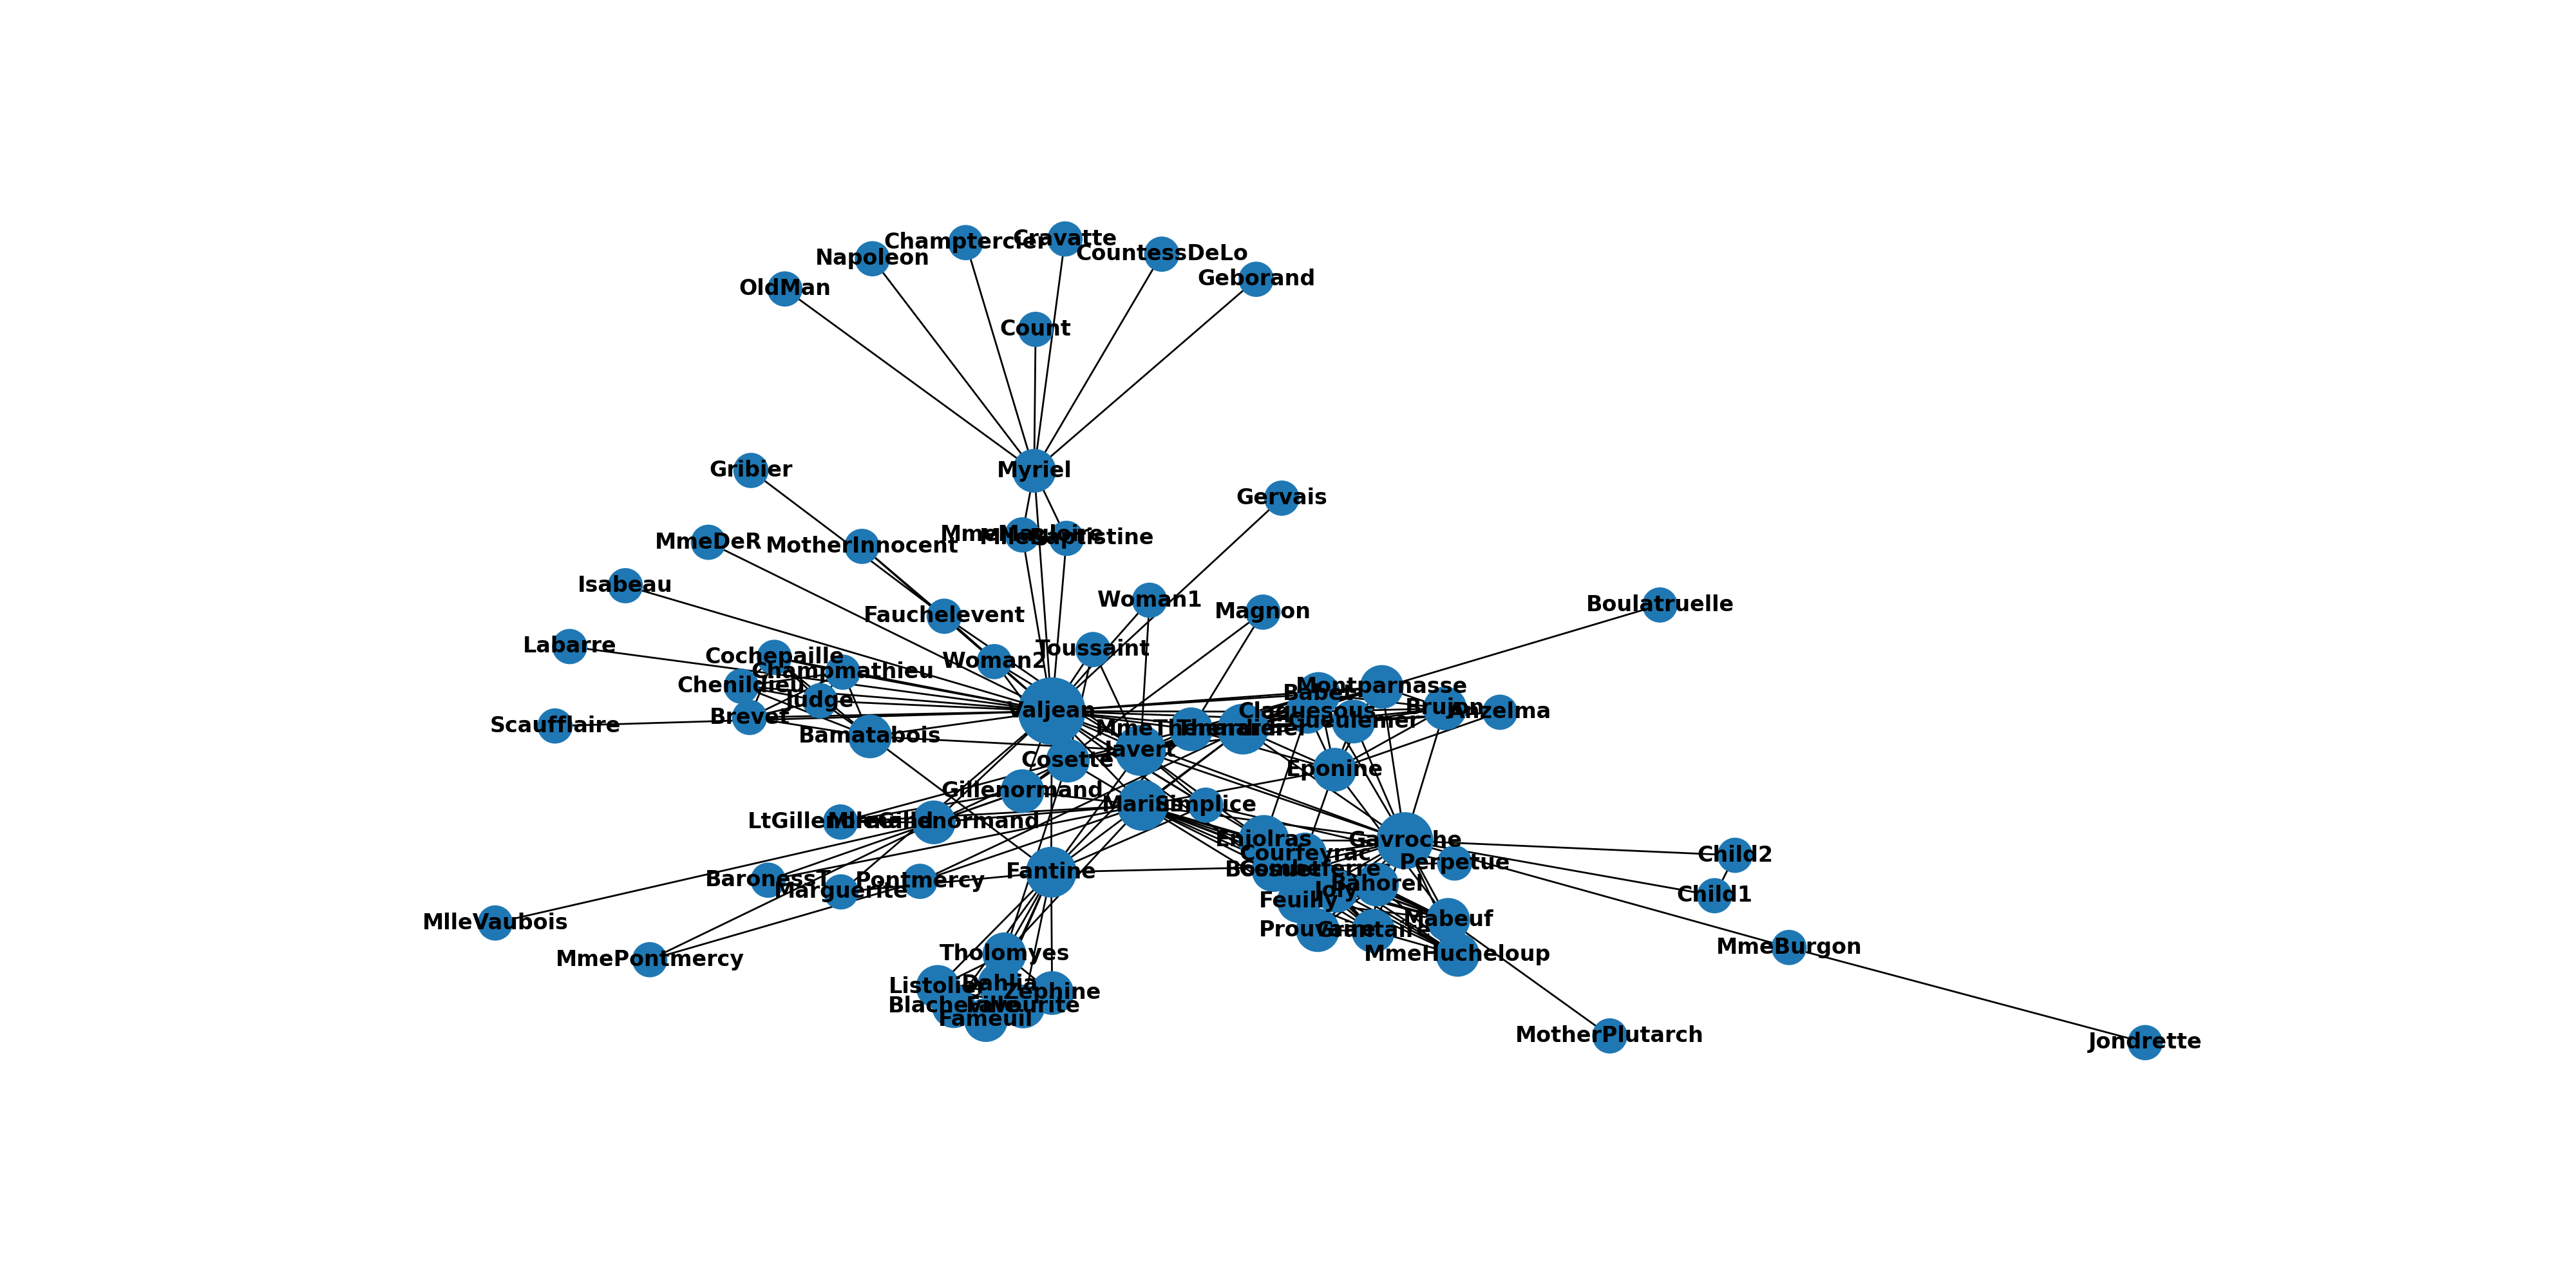 Cravatte
Champtercier
CountessDeLo
Napoleon
Geborand
OldMan
Count
Gribier
Myriel
Gervais
MmeMagloire
MlleBaptistine
MmeDeR
MotherInnocent
Isabeau
Woman1
Boulatruelle
Magnon
Fauchelevent
Labarre
Toussaint
Cochepaille
Woman2
Champmathieu
Chenildieu
Montparnasse
Babet
Judge
Brujon
Valjean
Claquesous
Anzelma
Brevet
Gueulemer
Scaufflaire
MmeThenardier
Thenardier
Bamatabois
Javert
Cosette
Eponine
Gillenormand
Marius
Simplice
LtGillenormand
MlleGillenormand
Enjolras
Gavroche
Courfeyrac
Child2
Perpetue
Bossuet
Combeferre
Fantine
BaronessT
Pontmercy
Marguerite
Bahorel
Joly
Child1
Feuilly
Mabeuf
MlleVaubois
Prouvaire
Grantaire
MmeBurgon
Tholomyes
MmeHucheloup
MmePontmercy
Dahlia
Listolier
Zephine
Blacheville
Favourite
Fameuil
MotherPlutarch
Jondrette